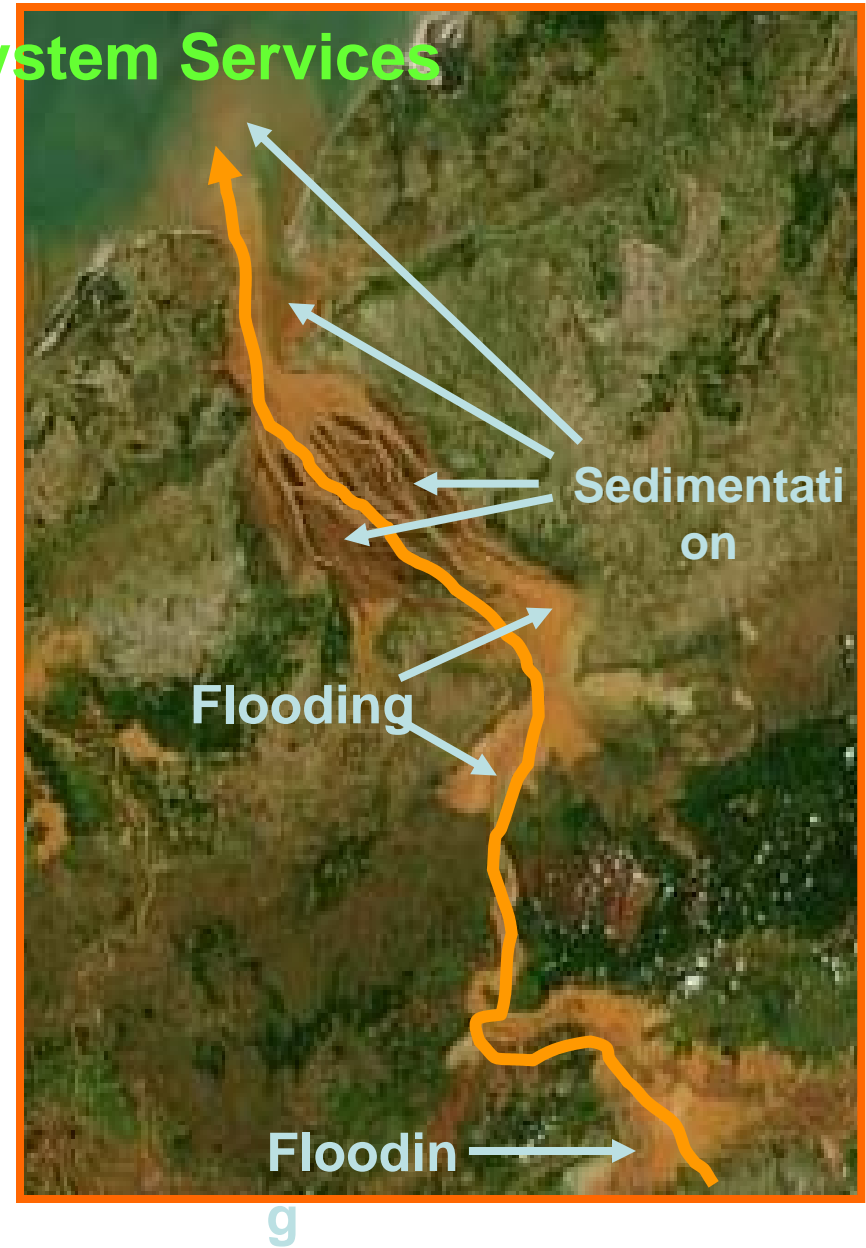 ystem Services
Sedimentati
on
Flooding
Floodin
g